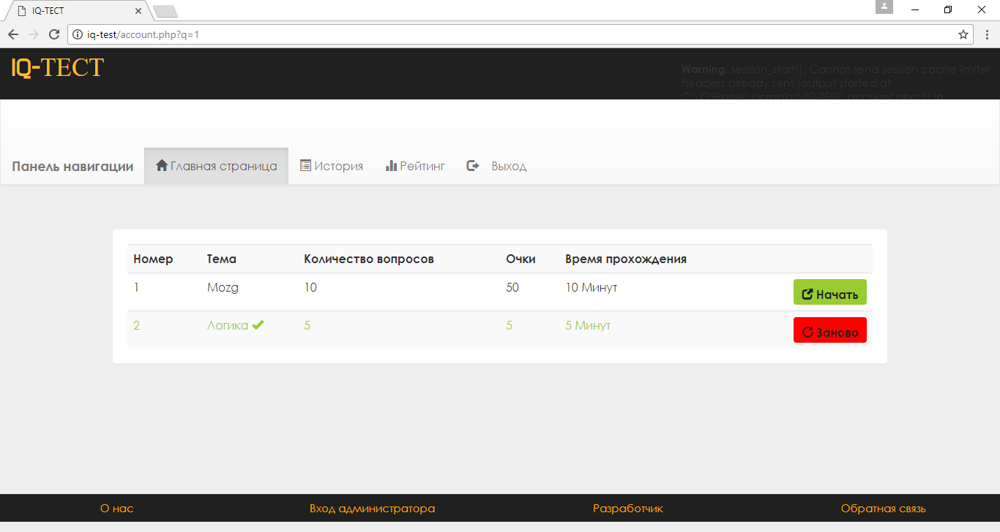 IQ-ТЕСТ
iq-test/account.php?q=1
IQ-ТЕСТ
Warning: session_start(): Cannot send session cache limiter -
headers already sent (output started at
C:\OSPanel\domains\IQ-TEST\account.php:11 in
Панель навигации Главная страница История Рейтинг Выход
Номер Тема Количество вопросов Очки Время прохождения
1 Mozg 10 50 10 Минут Начать
2 Логика 5 5 5 Минут Заново
О нас Вход администратора Разработчик Обратная связь